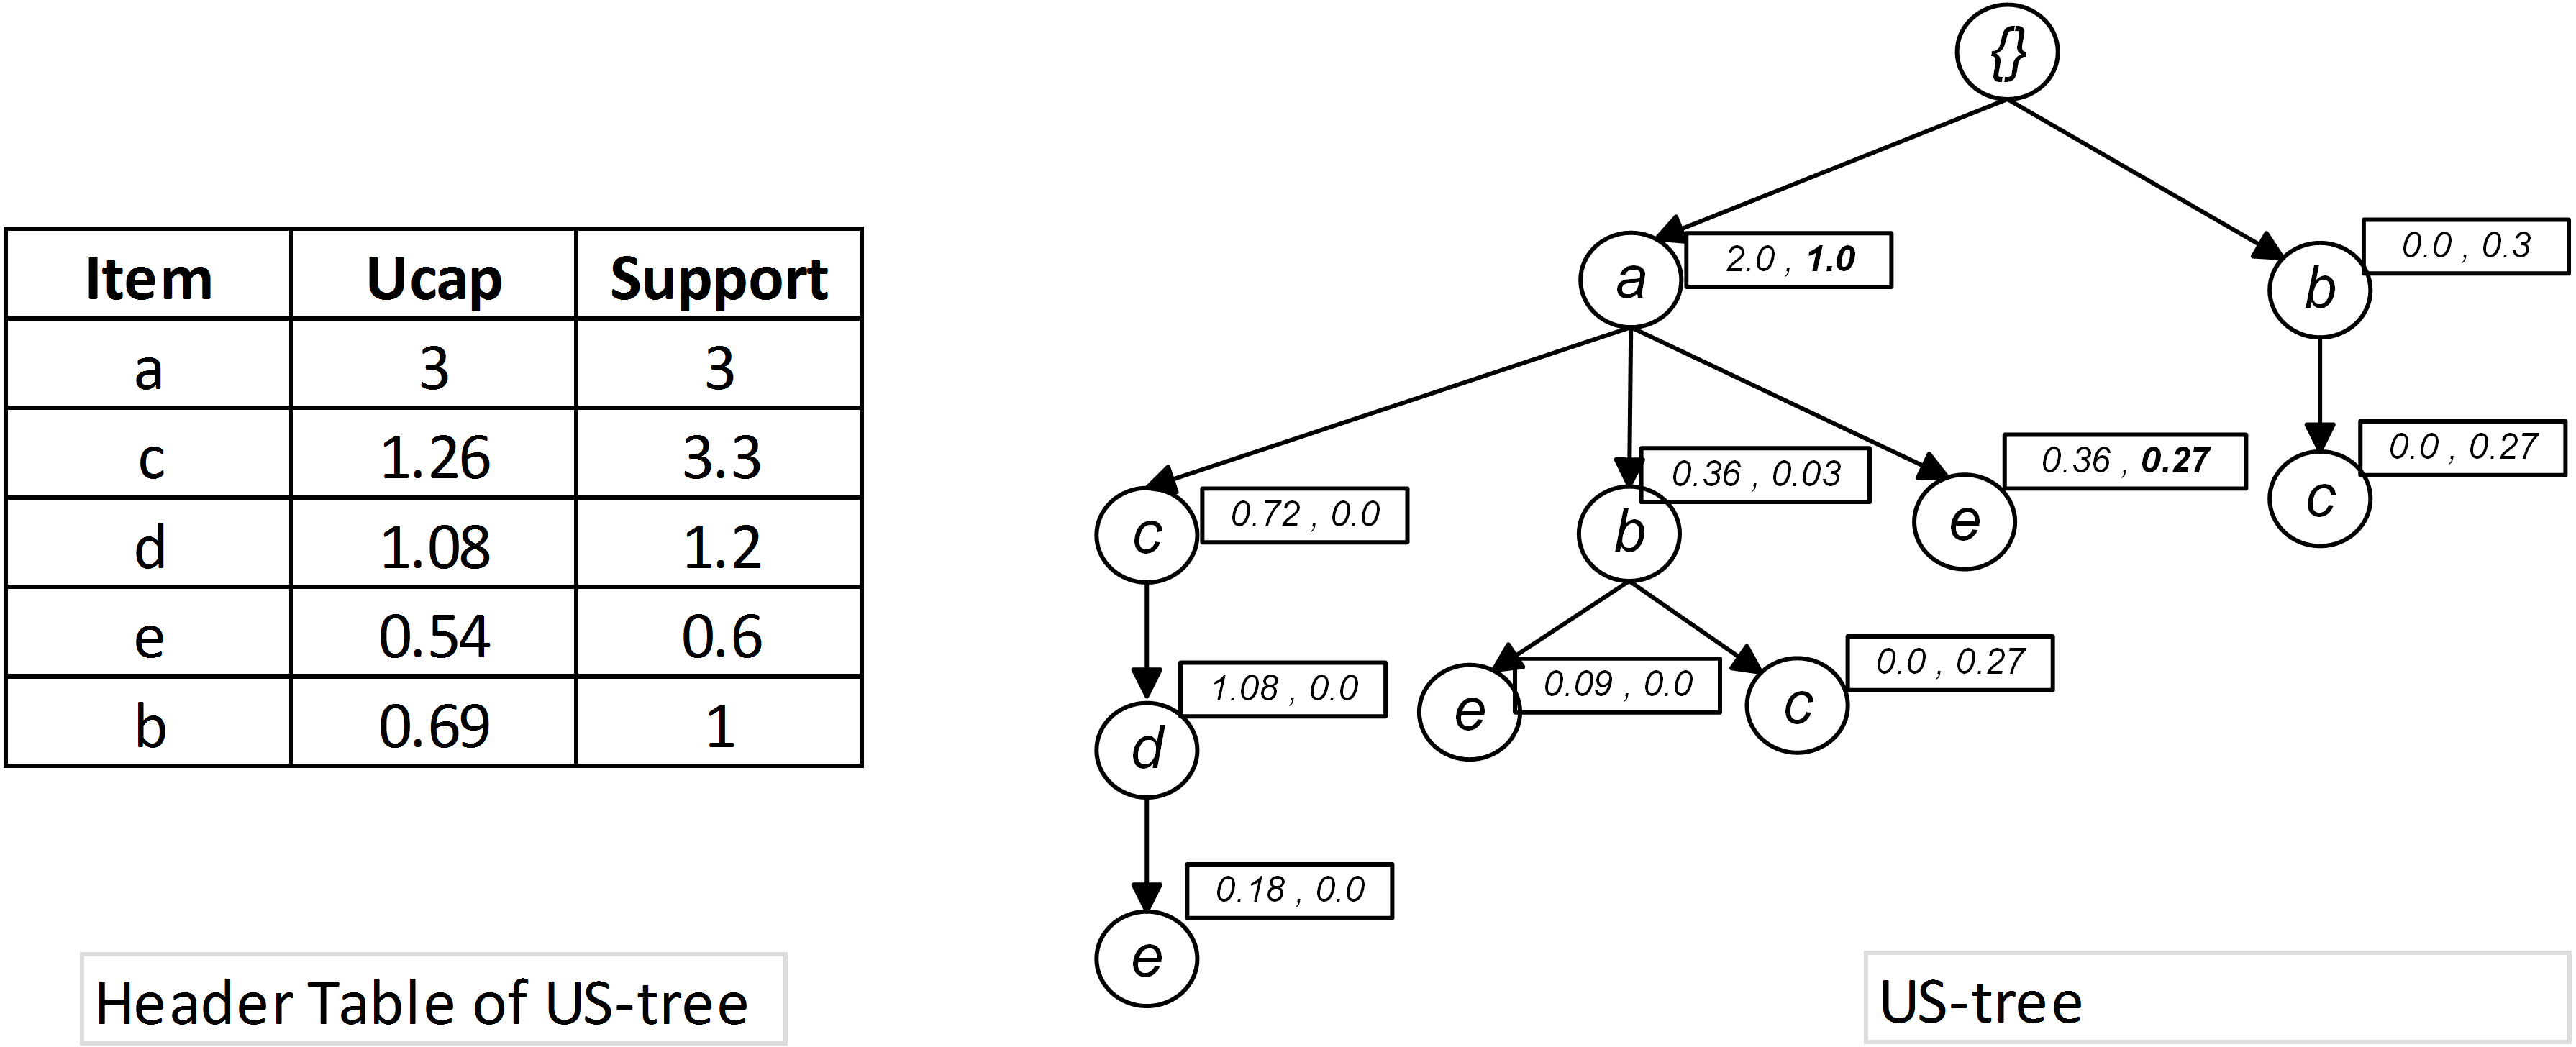 Item Ucap Support
a 3 3
c 1.26 3.3
d 1.08 1.2
e 0.54 0.6
b 0.69 1
Header Table of US-tree
{}
a 2.0 , 1.0
b 0.0 , 0.3
c 0.72 , 0.0
b 0.36 , 0.03
e 0.36 , 0.27
c 0.0 , 0.27
d 1.08 , 0.0
e 0.09 , 0.0
c 0.0 , 0.27
e 0.18 , 0.0
US-tree